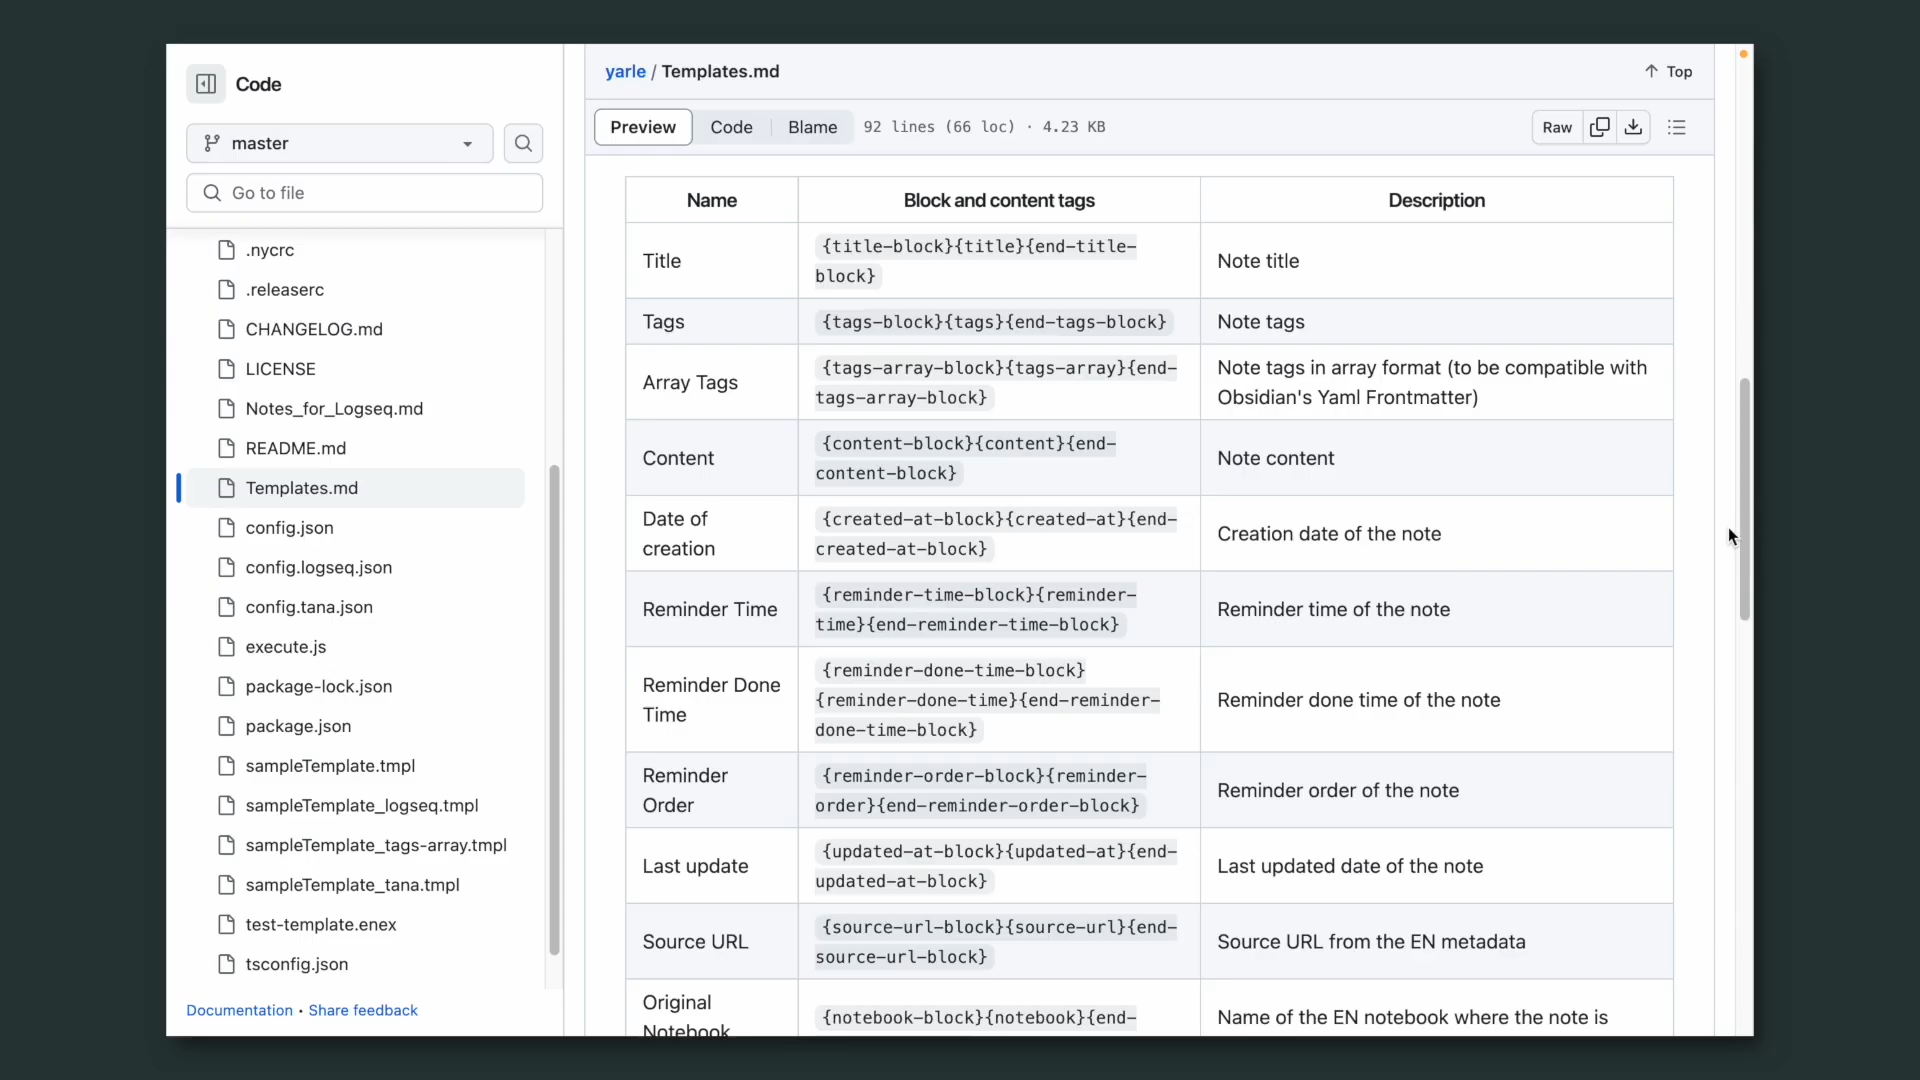 Code
master
Go to file
.nycrc
.releaserc
CHANGELOG.md
LICENSE
Notes_for_Logseq.md
README.md
Templates.md
config.json
config.logseq.json
config.tana.json
execute.js
package-lock.json
package.json
sampleTemplate.tmpl
sampleTemplate_logseq.tmpl
sampleTemplate_tags-array.tmpl
sampleTemplate_tana.tmpl
test-template.enex
tsconfig.json
Documentation • Share feedback
yarle / Templates.md
Top
Preview Code Blame 92 lines (66 loc) · 4.23 KB
Raw
Name Block and content tags Description
Title
{title-block}{title}{end-title-
block}
Note title
Tags {tags-block}{tags}{end-tags-block} Note tags
Array Tags
{tags-array-block}{tags-array}{end-
tags-array-block}
Note tags in array format (to be compatible with
Obsidian's Yaml Frontmatter)
Content
{content-block}{content}{end-
content-block}
Note content
Date of
creation
{created-at-block}{created-at}{end-
created-at-block}
Creation date of the note
Reminder Time
{reminder-time-block}{reminder-
time}{end-reminder-time-block}
Reminder time of the note
Reminder Done
Time
{reminder-done-time-block}
{reminder-done-time}{end-reminder-
done-time-block}
Reminder done time of the note
Reminder
Order
{reminder-order-block}{reminder-
order}{end-reminder-order-block}
Reminder order of the note
Last update
{updated-at-block}{updated-at}{end-
updated-at-block}
Last updated date of the note
Source URL
{source-url-block}{source-url}{end-
source-url-block}
Source URL from the EN metadata
Original
Notebook
{notebook-block}{notebook}{end-
Name of the EN notebook where the note is